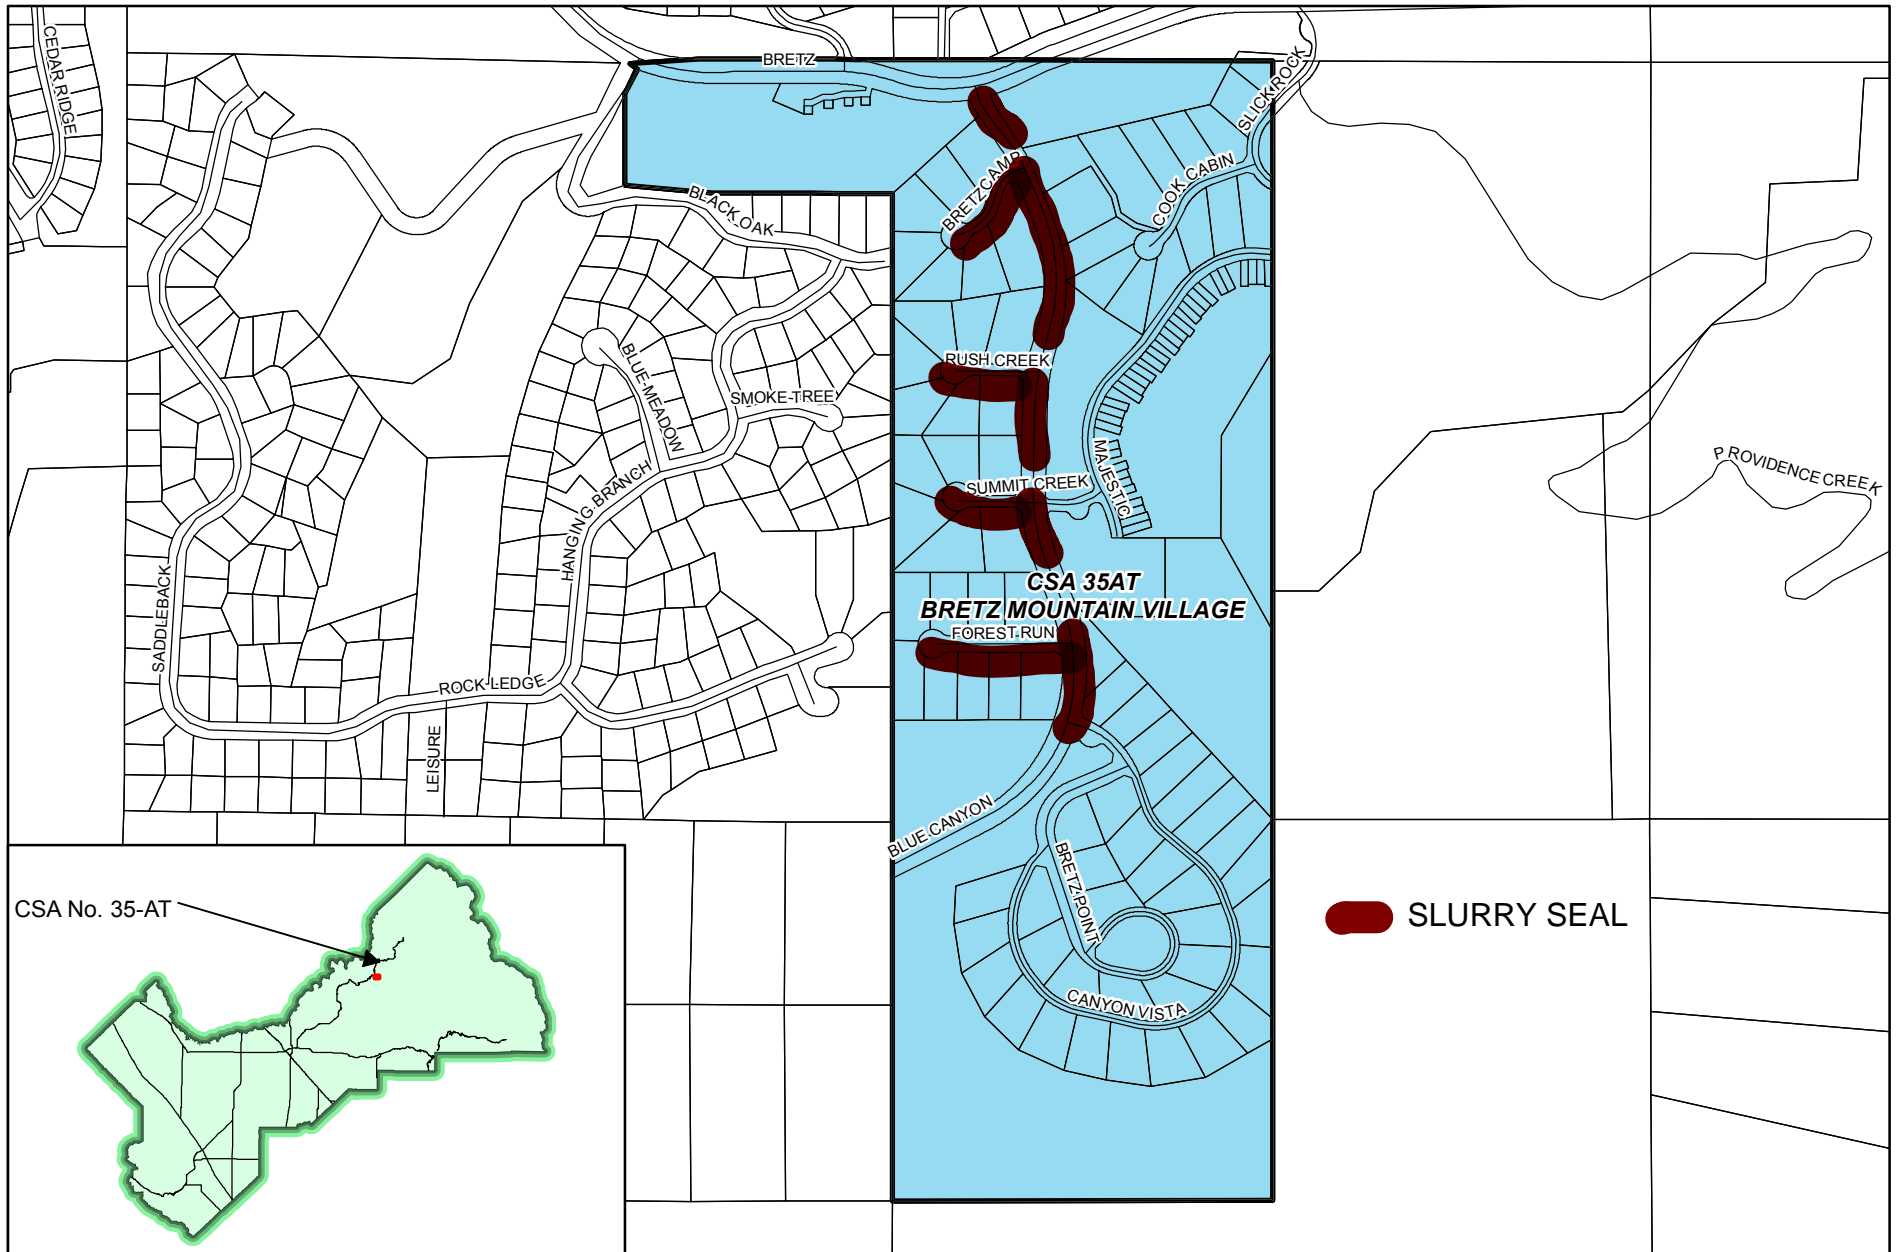 CEDAR RIDGE
BRETZ
SLICK ROCK
BRETZ CAMP
COOK CABIN
BLACK OAK
RUSH CREEK
BLUE MEADOW
SMOKE TREE
MAJESTIC
HANGING BRANCH
SUMMIT CREEK
PROVIDENCE CREEK
SADDLEBACK
CSA 35AT
BRETZ MOUNTAIN VILLAGE
FOREST RUN
ROCK LEDGE
LEISURE
BLUE CANYON
BRETZ POINT
CANYON VISTA
CSA No. 35-AT
SLURRY SEAL